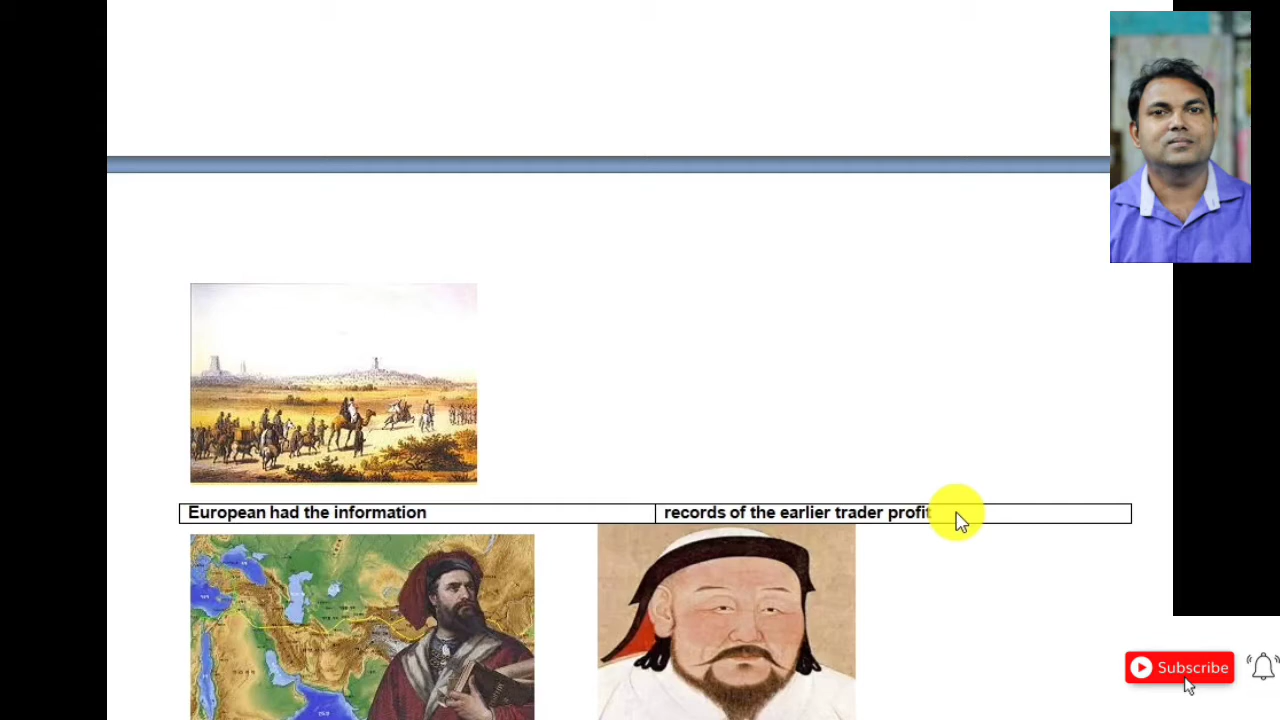 European had the information
records of the earlier trader profit
Subscribe